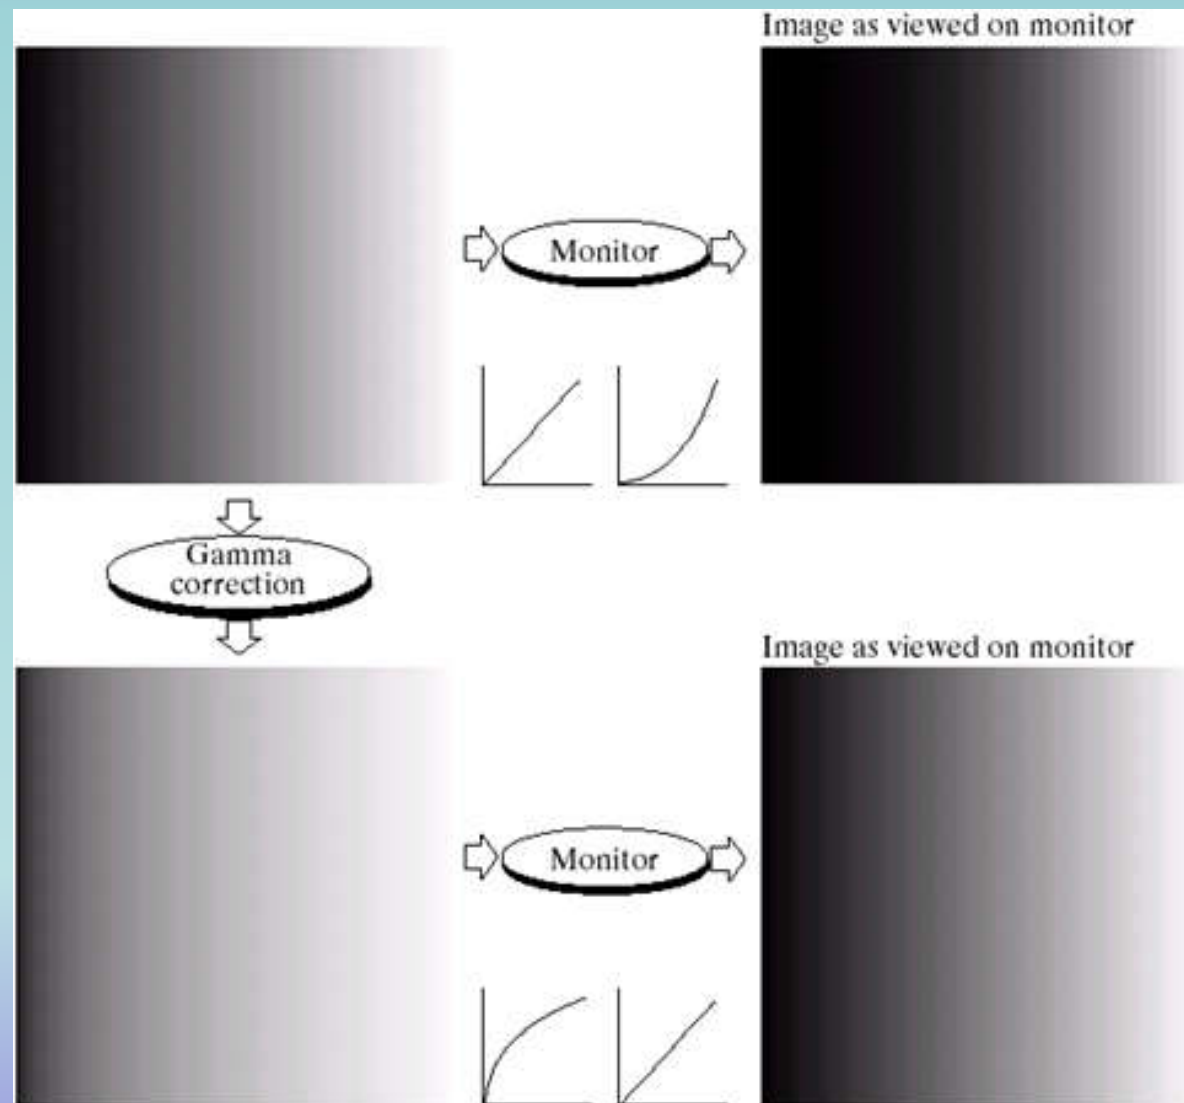 Image as viewed on monitor
Monitor
Gamma
correction
Image as viewed on monitor
Monitor